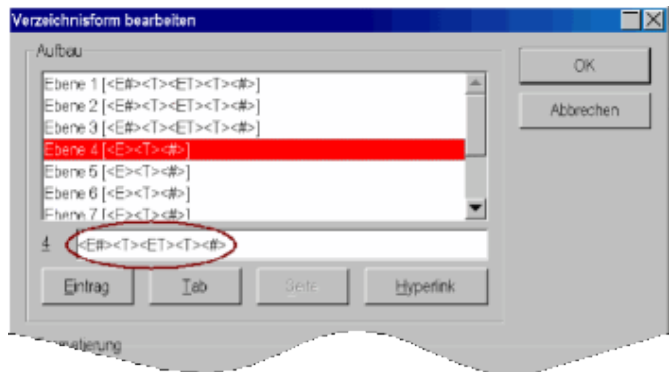 Verzeichnisform bearbeiten
Aufbau
Ebene 1 [<E#><T><ET><T><#>]
Ebene 2 [<E#><T><ET><T><#>]
Ebene 3 [<E#><T><ET><T><#>]
Ebene 4 [<E><T><#>]
Ebene 5 [<E><T><#>]
Ebene 6 [<E><T><#>]
Ebene 7 [<E><T><#>]
4 <E#><T><ET><T><#>
Eintrag Tab Seite Hyperlink
OK
Abbrechen